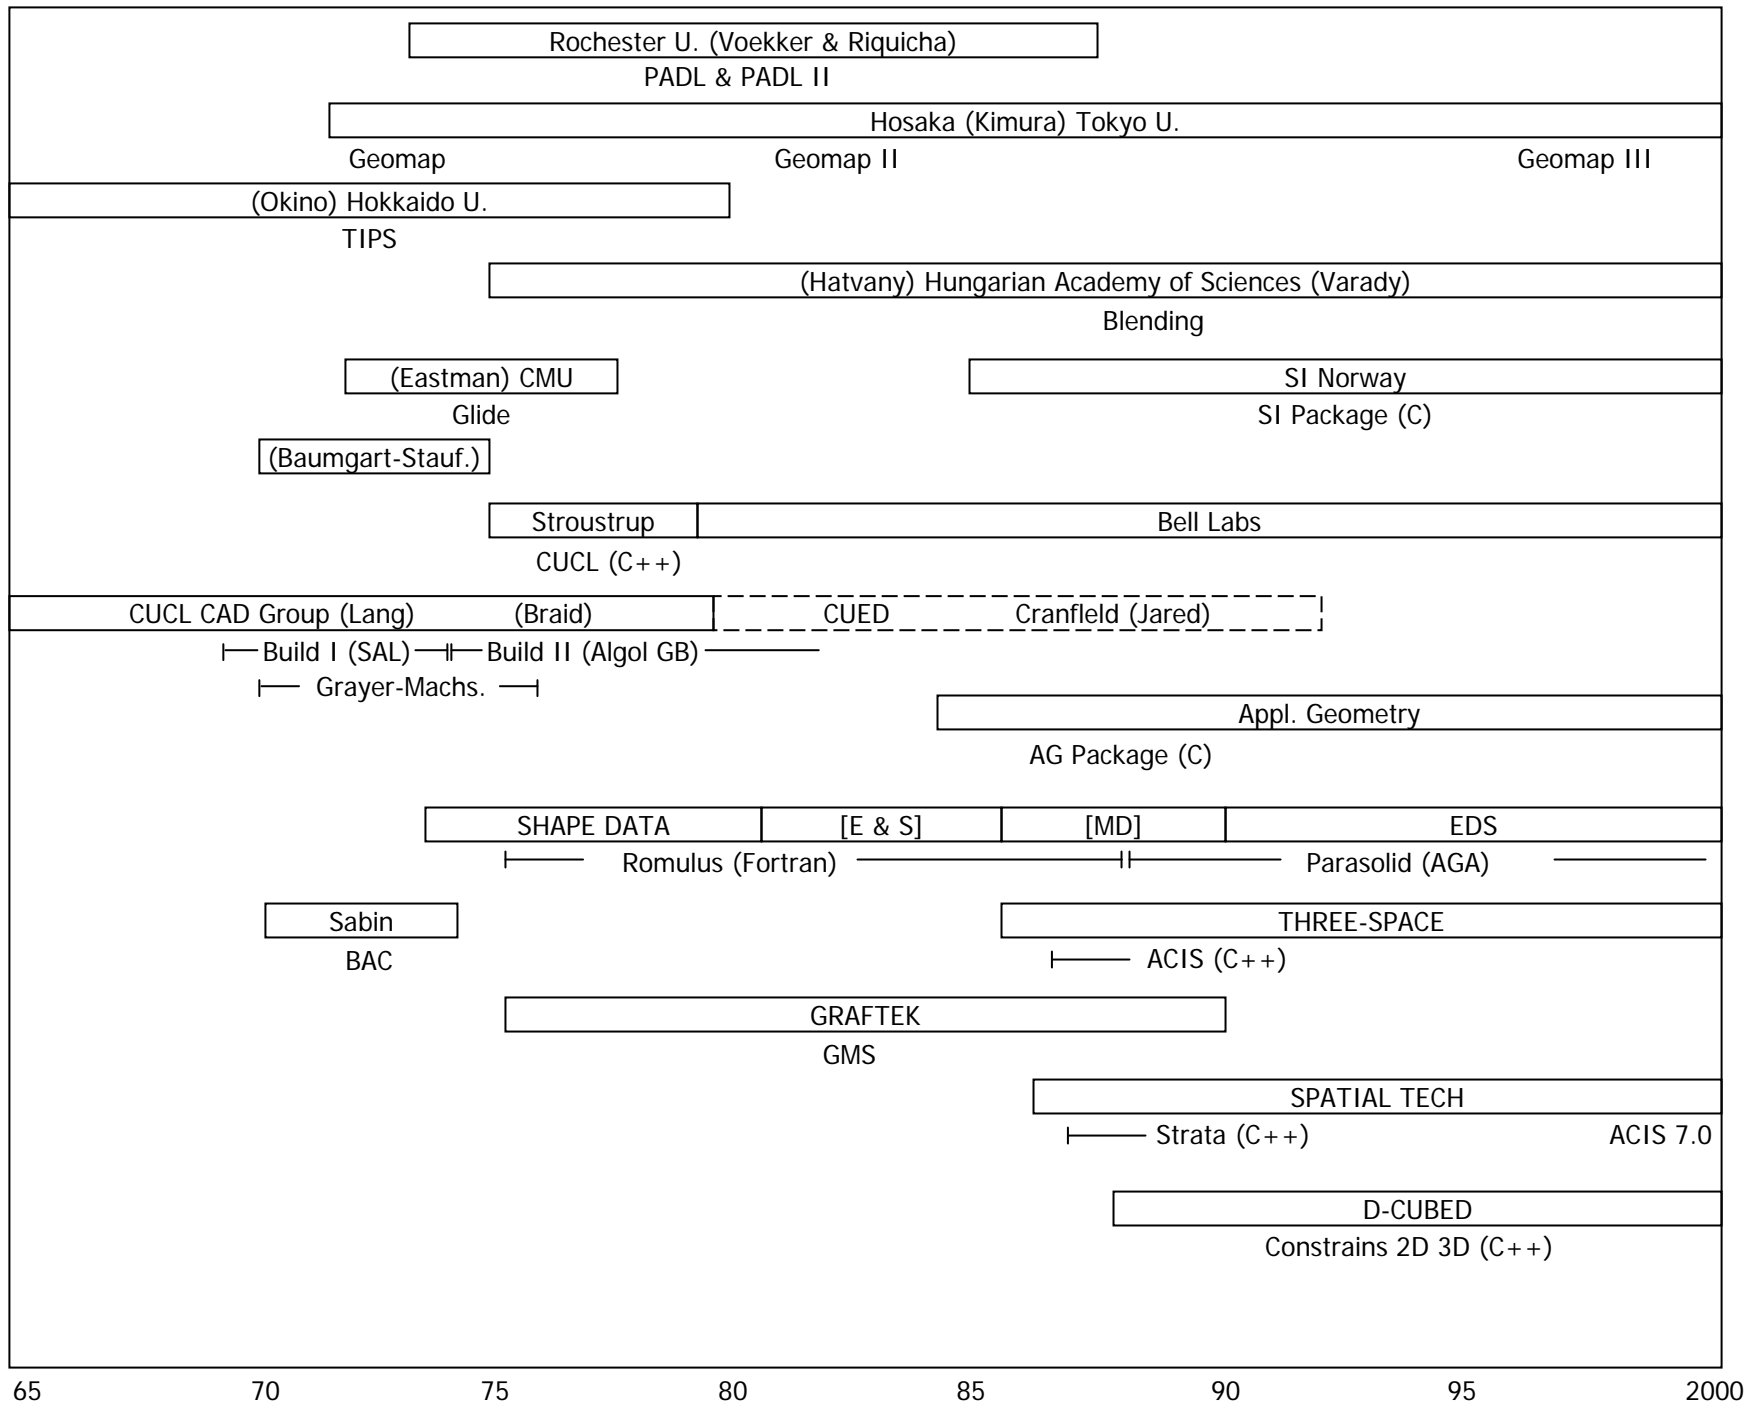 Rochester U. (Voekker & Riquicha)
PADL & PADL II
Hosaka (Kimura) Tokyo U.
Geomap Geomap II Geomap III
(Okino) Hokkaido U.
TIPS
(Hatvany) Hungarian Academy of Sciences (Varady)
Blending
(Eastman) CMU SI Norway
Glide SI Package (C)
(Baumgart-Stauf.)
Stroustrup Bell Labs
CUCL (C++)
CUCL CAD Group (Lang) (Braid) CUED Cranfleld (Jared)
Build I (SAL) Build II (Algol GB)
Grayer-Machs.
Appl. Geometry
AG Package (C)
SHAPE DATA [E & S] [MD] EDS
Romulus (Fortran) Parasolid (AGA)
Sabin THREE-SPACE
BAC ACIS (C++)
GRAFTEK
GMS
SPATIAL TECH
Strata (C++) ACIS 7.0
D-CUBED
Constrains 2D 3D (C++)
65 70 75 80 85 90 95 2000